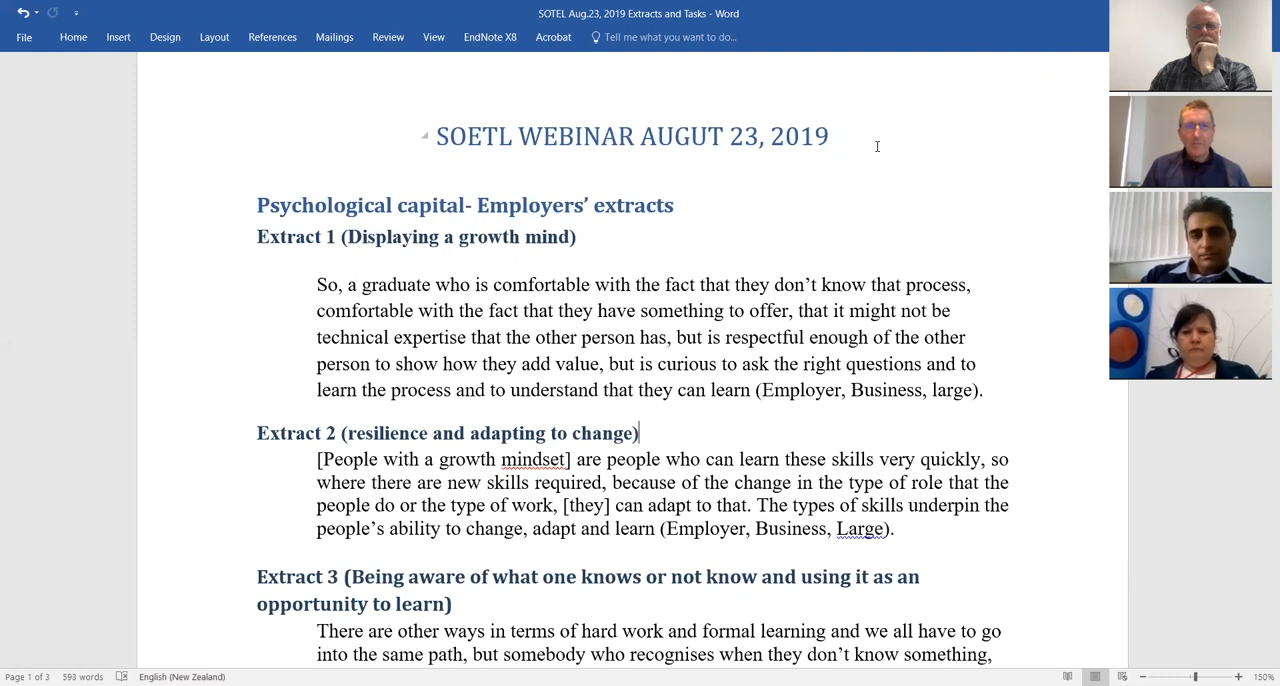 SOTEL Aug.23, 2019 Extracts and Tasks - Word
File Home Insert Design Layout References Mailings Review View EndNote X8 Acrobat Tell me what you want to do...
SOETL WEBINAR AUGUT 23, 2019
Psychological capital- Employers’ extracts
Extract 1 (Displaying a growth mind)
So, a graduate who is comfortable with the fact that they don’t know that process,
comfortable with the fact that they have something to offer, that it might not be
technical expertise that the other person has, but is respectful enough of the other
person to show how they add value, but is curious to ask the right questions and to
learn the process and to understand that they can learn (Employer, Business, large).
Extract 2 (resilience and adapting to change)
[People with a growth mindset] are people who can learn these skills very quickly, so
where there are new skills required, because of the change in the type of role that the
people do or the type of work, [they] can adapt to that. The types of skills underpin the
people’s ability to change, adapt and learn (Employer, Business, Large).
Extract 3 (Being aware of what one knows or not know and using it as an
opportunity to learn)
There are other ways in terms of hard work and formal learning and we all have to go
into the same path, but somebody who recognises when they don’t know something,
Page 1 of 3 593 words English (New Zealand) 150%